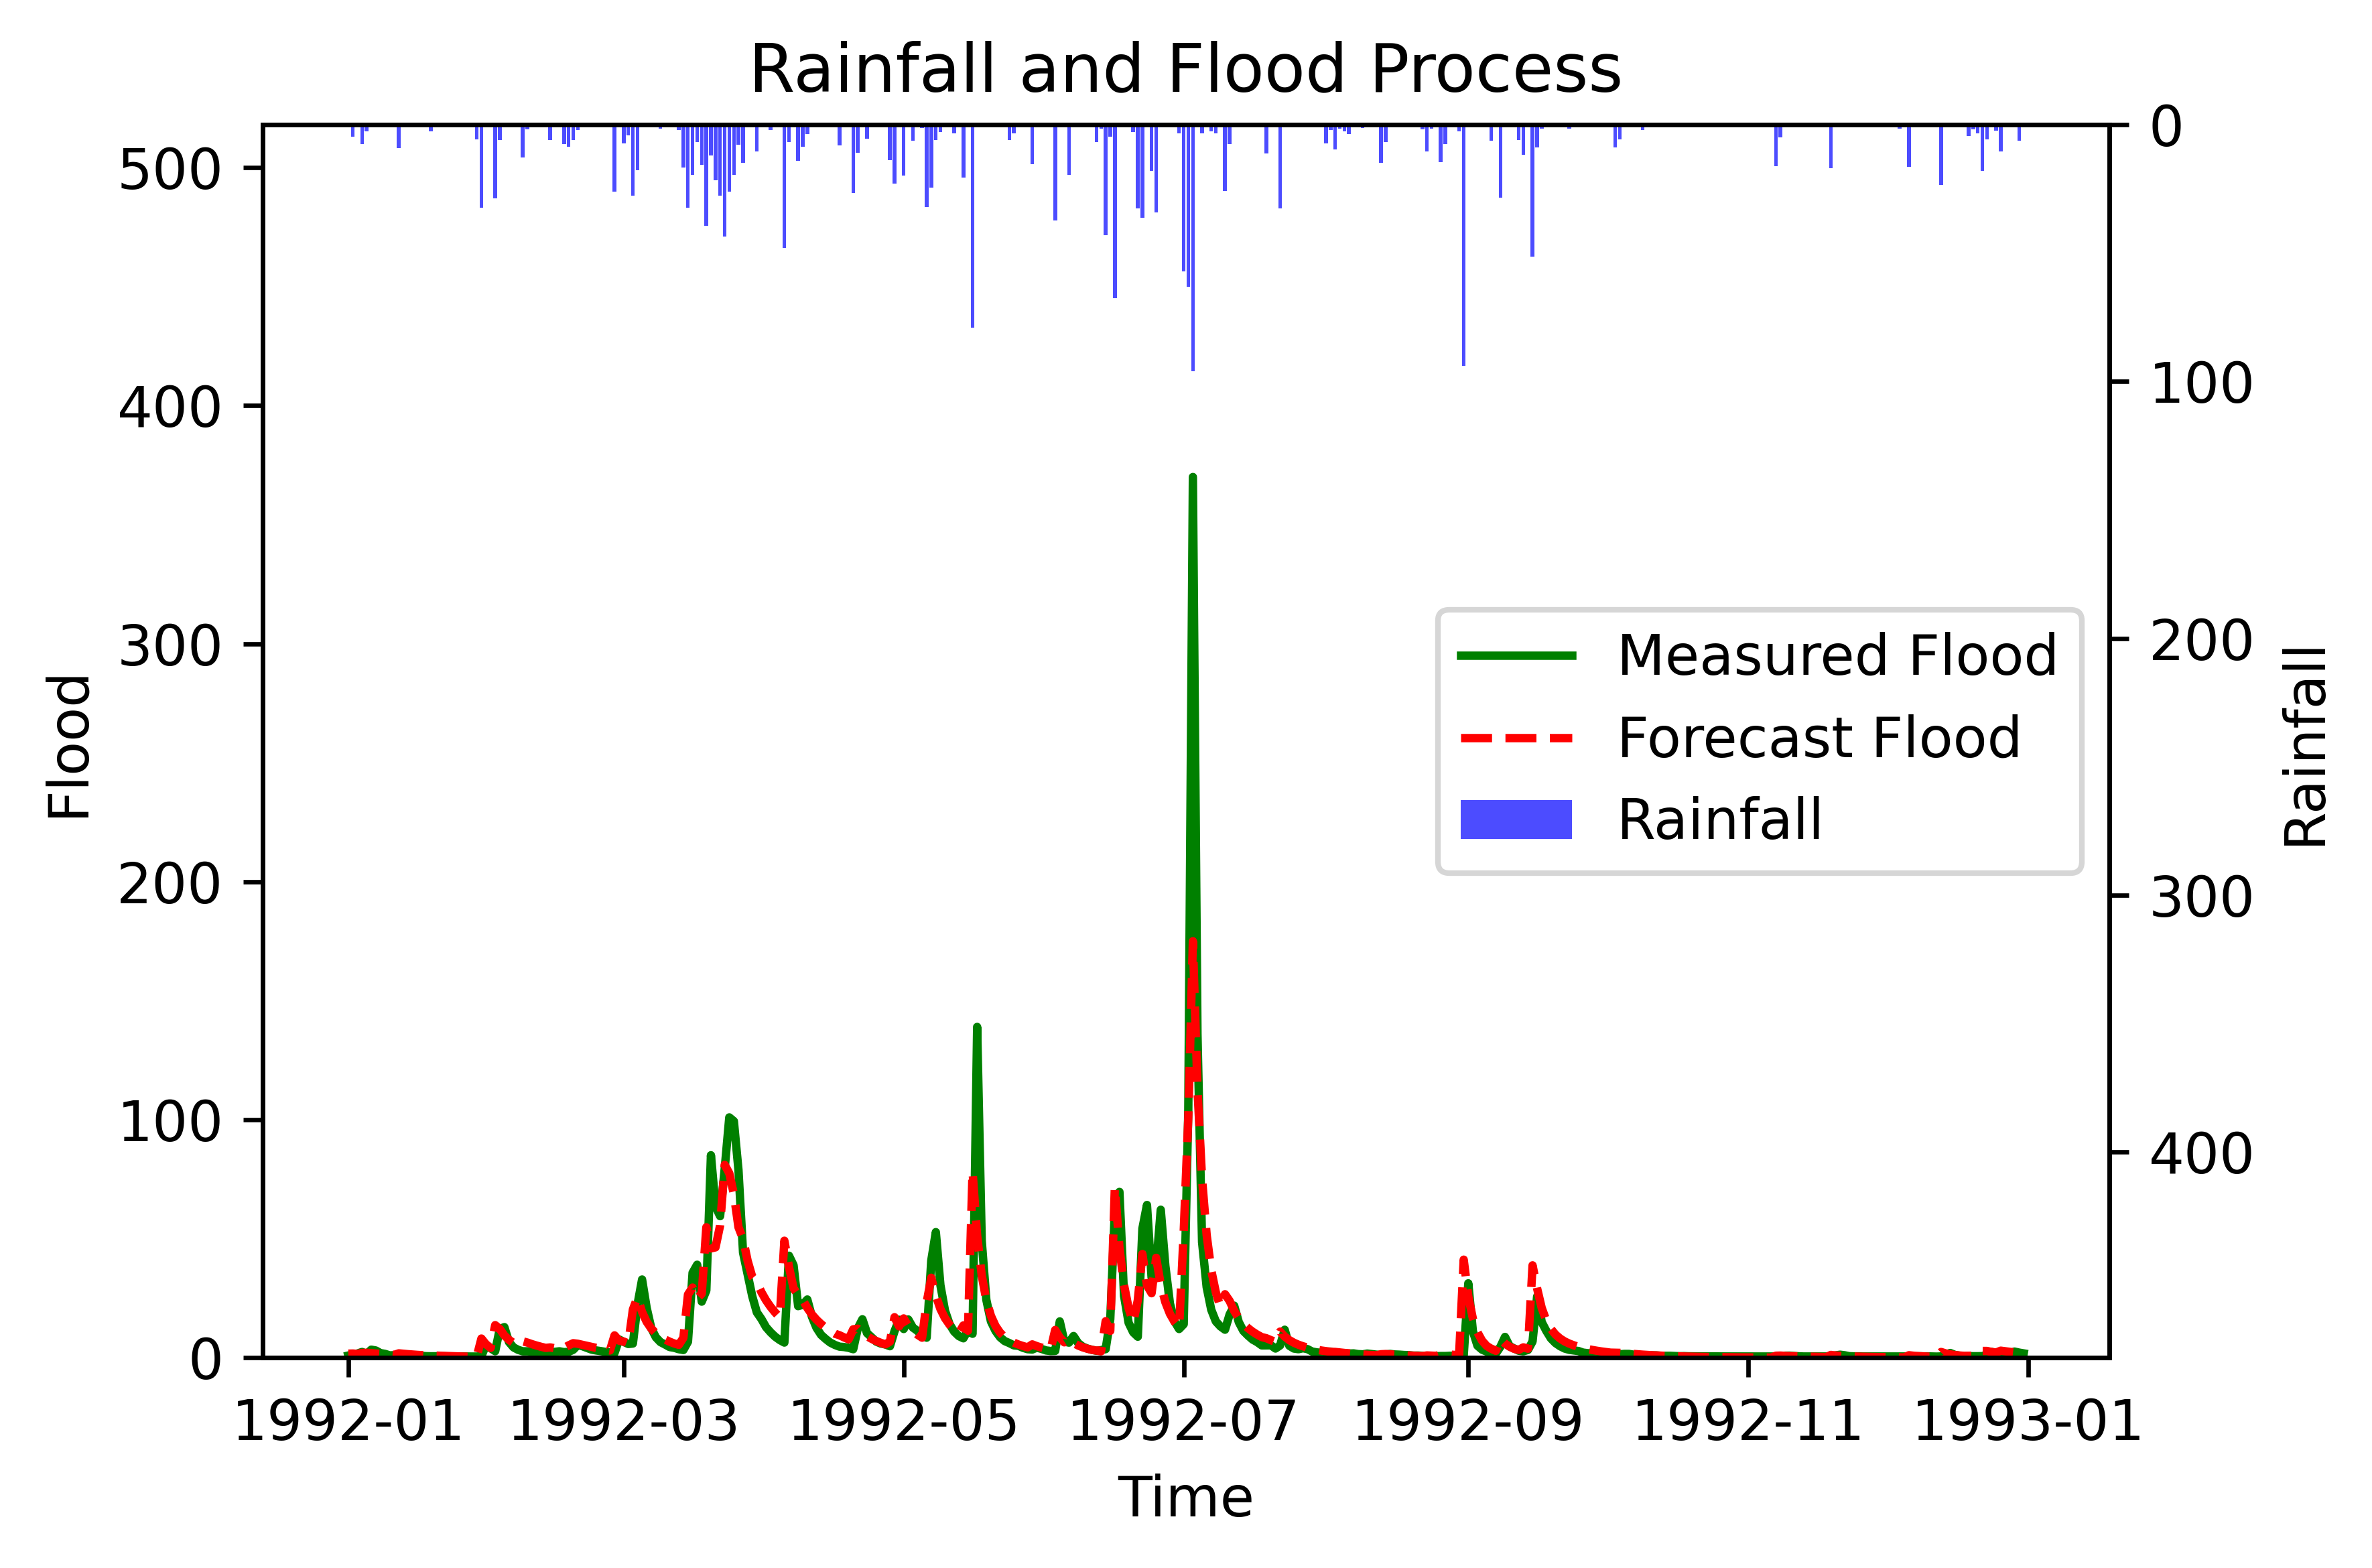 Rainfall and Flood Process
Flood
500
400
300
200
100
0
0
100
200
300
400
Rainfall
Measured Flood
Forecast Flood
Rainfall
1992-01 1992-03 1992-05 1992-07 1992-09 1992-11 1993-01
Time